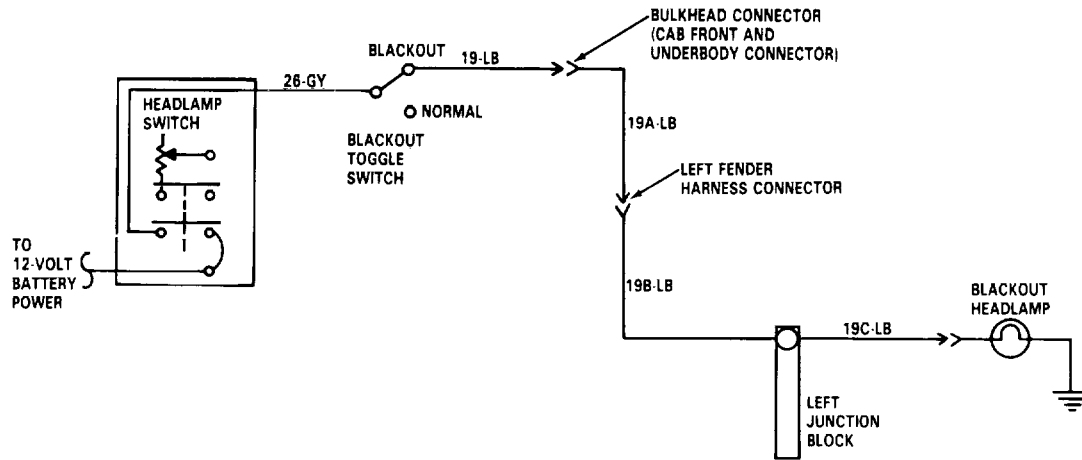 BULKHEAD CONNECTOR
(CAB FRONT AND
UNDERBODY CONNECTOR)
BLACKOUT
19-LB
26-GY
HEADLAMP
SWITCH
NORMAL
BLACKOUT
TOGGLE
SWITCH
19A-LB
LEFT FENDER
HARNESS CONNECTOR
TO
12-VOLT
BATTERY
POWER
19B-LB
BLACKOUT
HEADLAMP
19C-LB
LEFT
JUNCTION
BLOCK